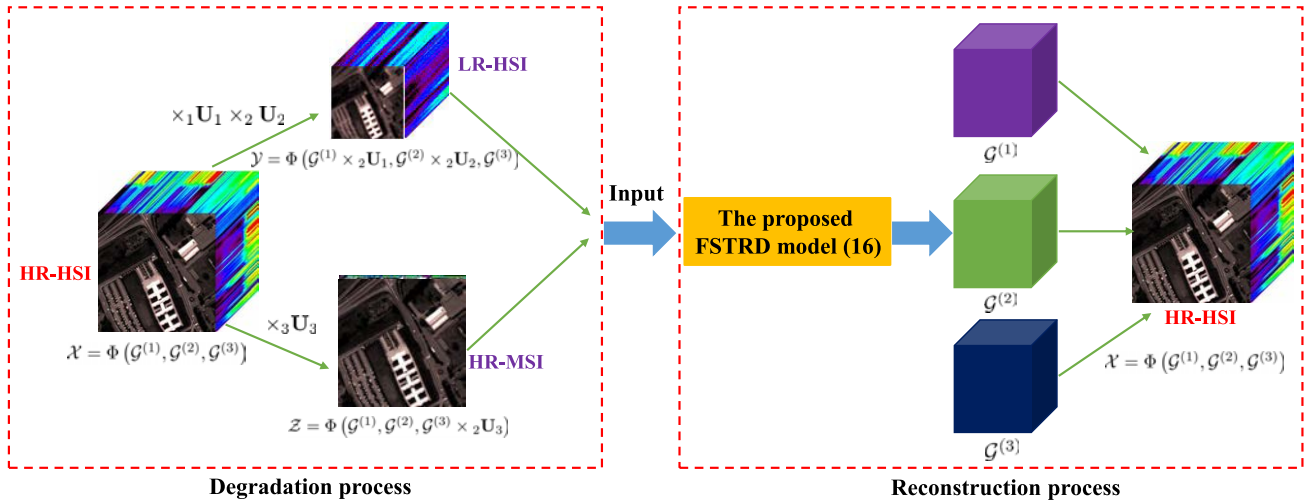 LR-HSI
×₁U₁ ×₂ U₂
𝒴 = Φ (𝒢⁽¹⁾ ×₂U₁, 𝒢⁽²⁾ ×₂U₂, 𝒢⁽³⁾)
HR-HSI
×₃U₃
𝒳 = Φ (𝒢⁽¹⁾, 𝒢⁽²⁾, 𝒢⁽³⁾)
HR-MSI
𝒵 = Φ (𝒢⁽¹⁾, 𝒢⁽²⁾, 𝒢⁽³⁾ ×₂U₃)
Degradation process
Input
The proposed
FSTRD model (16)
𝒢⁽¹⁾
𝒢⁽²⁾
𝒢⁽³⁾
HR-HSI
𝒳 = Φ (𝒢⁽¹⁾, 𝒢⁽²⁾, 𝒢⁽³⁾)
Reconstruction process